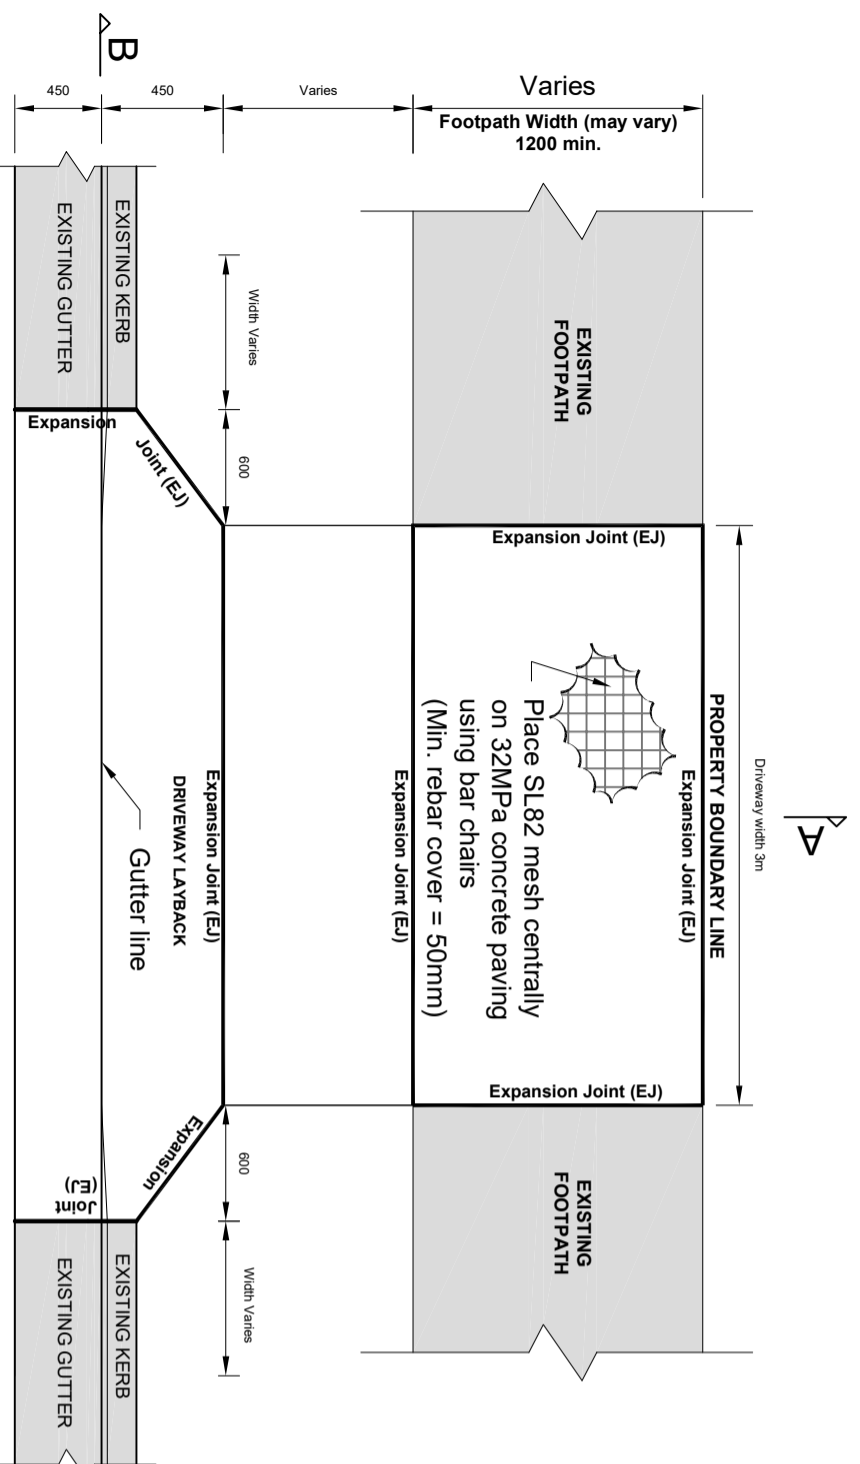 B
450
450
Varies
Varies
Footpath Width (may vary)
1200 min.
EXISTING GUTTER
EXISTING KERB
Width Varies
EXISTING
FOOTPATH
600
Expansion
Joint (EJ)
Expansion Joint (EJ)
Place SL82 mesh centrally
on 32MPa concrete paving
using bar chairs
(Min. rebar cover = 50mm)
PROPERTY BOUNDARY LINE
Expansion Joint (EJ)
Driveway width 3m
A
Expansion Joint (EJ)
Expansion Joint (EJ)
DRIVEWAY LAYBACK
Gutter line
Expansion Joint (EJ)
Expansion
Joint
(EJ)
600
EXISTING
FOOTPATH
Width Varies
EXISTING KERB
EXISTING GUTTER